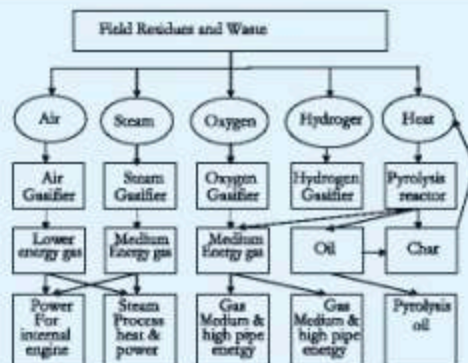 Field Residues and Waste
Air
Steam
Oxygen
Hydroger
Heat
Air
Gasifier
Steam
Gasifier
Oxygen
Gasifier
Hydrogen
Gasifier
Pyrolysis
reactor
Lower
energy gas
Medium
Energy gas
Medium
Energy gas
Oil
Char
Power
For
internal
engine
Steam
Process
heat &
power
Gas
Medium &
high pipe
energy
Gas
Medium &
high pipe
energy
Pyrolysis
oil